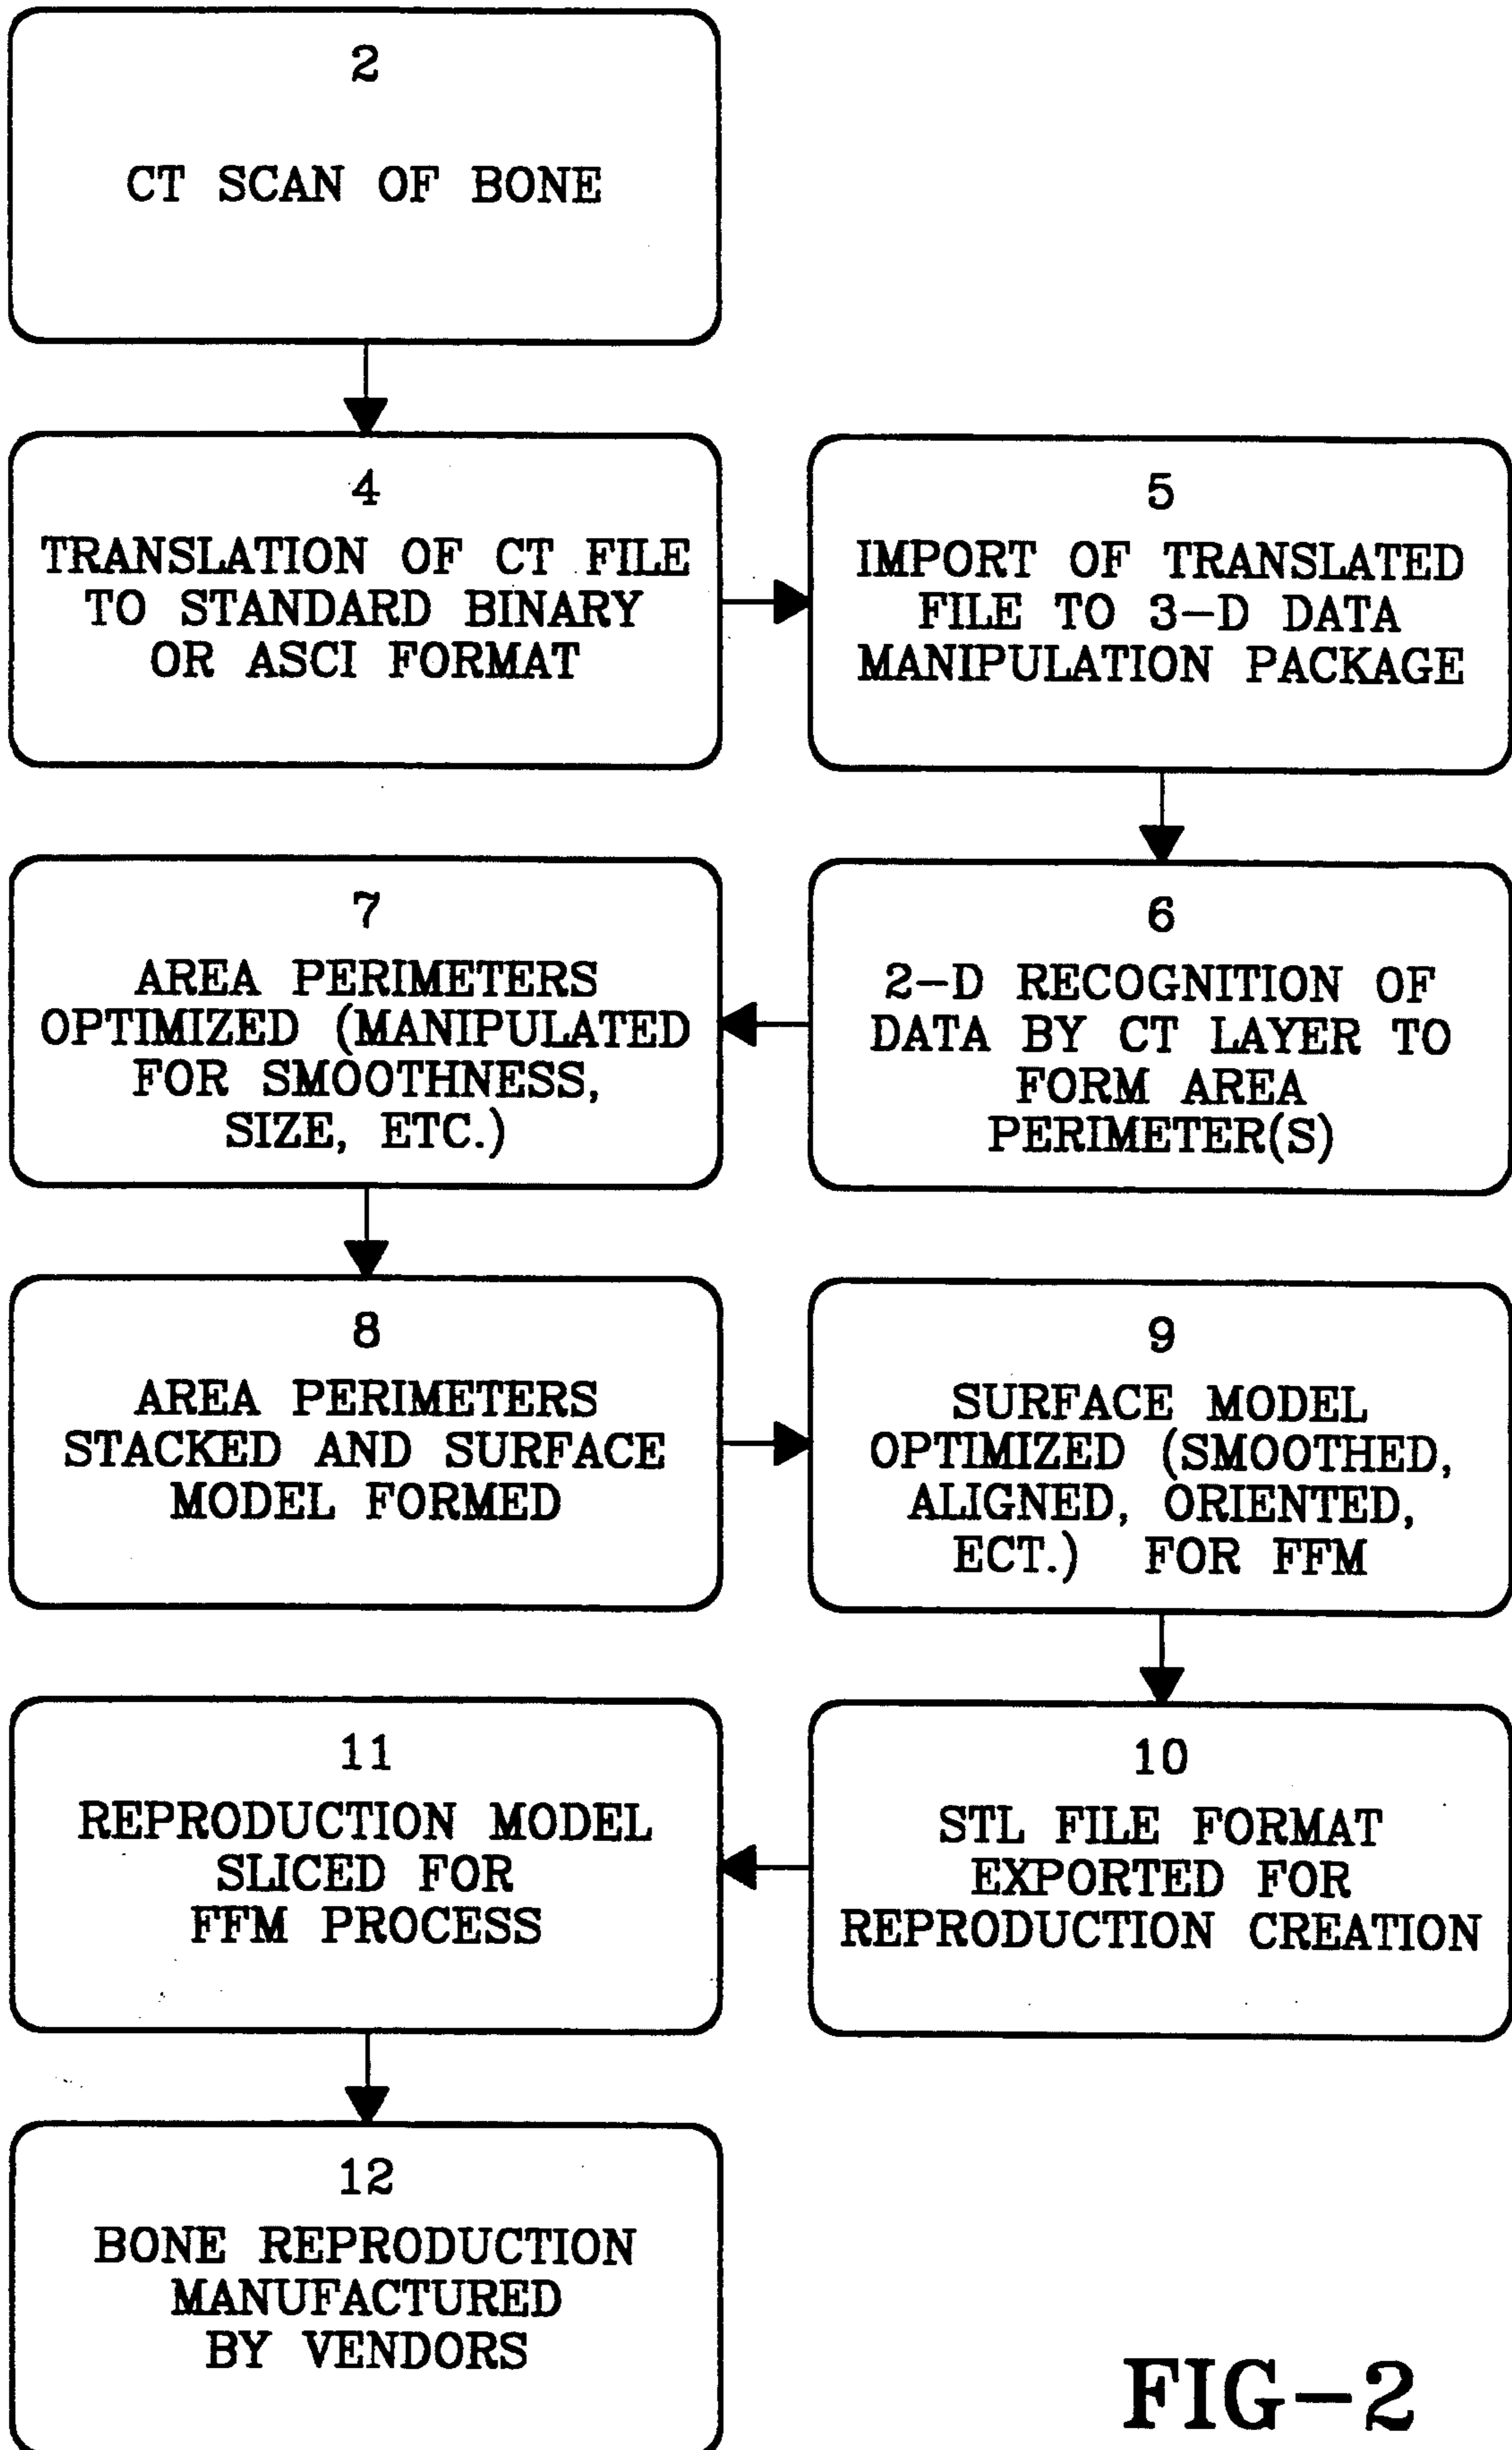 2
CT SCAN OF BONE
4
TRANSLATION OF CT FILE
TO STANDARD BINARY
OR ASCI FORMAT
5
IMPORT OF TRANSLATED
FILE TO 3-D DATA
MANIPULATION PACKAGE
6
2-D RECOGNITION OF
DATA BY CT LAYER TO
FORM AREA
PERIMETER(S)
7
AREA PERIMETERS
OPTIMIZED (MANIPULATED
FOR SMOOTHNESS,
SIZE, ETC.)
8
AREA PERIMETERS
STACKED AND SURFACE
MODEL FORMED
9
SURFACE MODEL
OPTIMIZED (SMOOTHED,
ALIGNED, ORIENTED,
ECT.) FOR FFM
10
STL FILE FORMAT
EXPORTED FOR
REPRODUCTION CREATION
11
REPRODUCTION MODEL
SLICED FOR
FFM PROCESS
12
BONE REPRODUCTION
MANUFACTURED
BY VENDORS
FIG-2